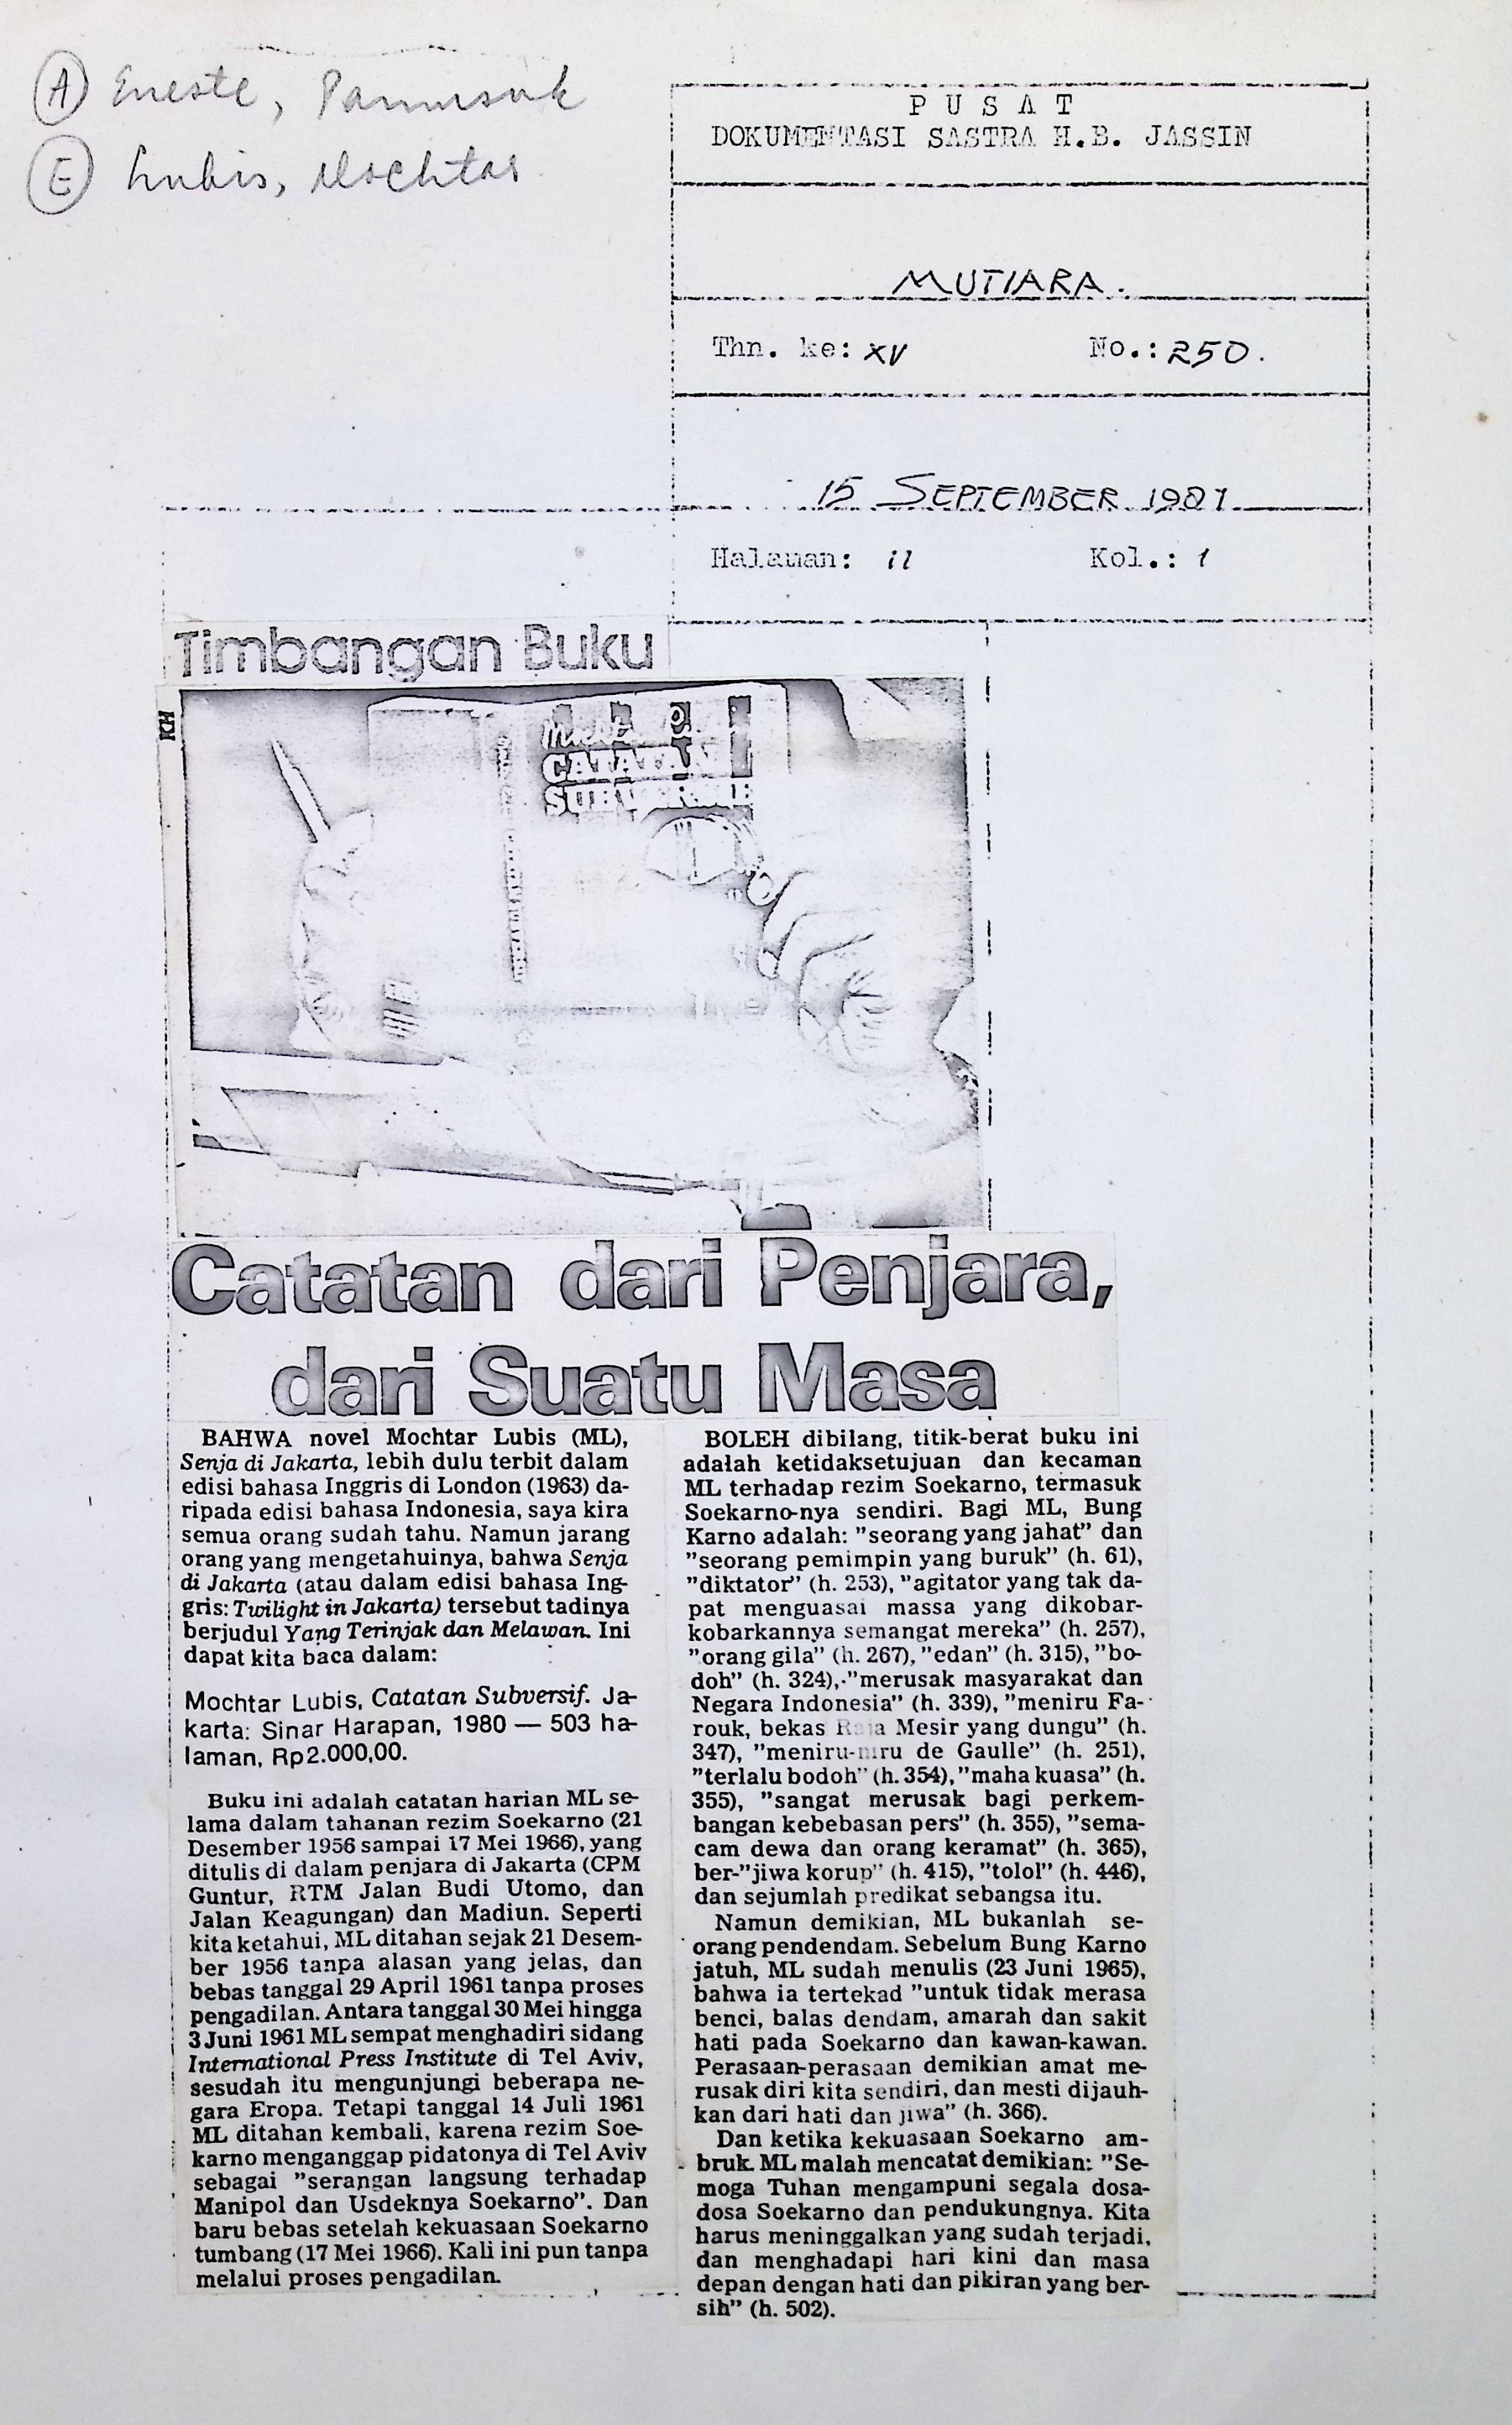 (A) Eneste, Pamusuk
(E) Lubis, Mochtar
P U S A T
DOKUMENTASI SASTRA H.B. JASSIN
MUTIARA.
Thn. ke: XV No.: 250.
15 SEPTEMBER 1981
Halaman: 11 Kol.: 1
Timbangan Buku
KH
CATATAN
SUBVERSIF
Catatan dari Penjara,
dari Suatu Masa
BAHWA novel Mochtar Lubis (ML),
Senja di Jakarta, lebih dulu terbit dalam
edisi bahasa Inggris di London (1963) da-
ripada edisi bahasa Indonesia, saya kira
semua orang sudah tahu. Namun jarang
orang yang mengetahuinya, bahwa Senja
di Jakarta (atau dalam edisi bahasa Ing-
gris: Twilight in Jakarta) tersebut tadinya
berjudul Yang Terinjak dan Melawan. Ini
dapat kita baca dalam:
Mochtar Lubis, Catatan Subversif. Ja-
karta: Sinar Harapan, 1980 — 503 ha-
laman, Rp2.000,00.
Buku ini adalah catatan harian ML se-
lama dalam tahanan rezim Soekarno (21
Desember 1956 sampai 17 Mei 1966), yang
ditulis di dalam penjara di Jakarta (CPM
Guntur, RTM Jalan Budi Utomo, dan
Jalan Keagungan) dan Madiun. Seperti
kita ketahui, ML ditahan sejak 21 Desem-
ber 1956 tanpa alasan yang jelas, dan
bebas tanggal 29 April 1961 tanpa proses
pengadilan. Antara tanggal 30 Mei hingga
3 Juni 1961 ML sempat menghadiri sidang
International Press Institute di Tel Aviv,
sesudah itu mengunjungi beberapa ne-
gara Eropa. Tetapi tanggal 14 Juli 1961
ML ditahan kembali, karena rezim Soe-
karno menganggap pidatonya di Tel Aviv
sebagai "serangan langsung terhadap
Manipol dan Usdeknya Soekarno". Dan
baru bebas setelah kekuasaan Soekarno
tumbang (17 Mei 1966). Kali ini pun tanpa
melalui proses pengadilan.
BOLEH dibilang, titik-berat buku ini
adalah ketidaksetujuan dan kecaman
ML terhadap rezim Soekarno, termasuk
Soekarno-nya sendiri. Bagi ML, Bung
Karno adalah: "seorang yang jahat" dan
"seorang pemimpin yang buruk" (h. 61),
"diktator" (h. 253), "agitator yang tak da-
pat menguasai massa yang dikobar-
kobarkannya semangat mereka" (h. 257),
"orang gila" (h. 267), "edan" (h. 315), "bo-
doh" (h. 324), "merusak masyarakat dan
Negara Indonesia" (h. 339), "meniru Fa-
rouk, bekas Raja Mesir yang dungu" (h.
347), "meniru-niru de Gaulle" (h. 251),
"terlalu bodoh" (h. 354), "maha kuasa" (h.
355), "sangat merusak bagi perkem-
bangan kebebasan pers" (h. 355), "sema-
cam dewa dan orang keramat" (h. 365),
ber-"jiwa korup" (h. 415), "tolol" (h. 446),
dan sejumlah predikat sebangsa itu.
Namun demikian, ML bukanlah se-
orang pendendam. Sebelum Bung Karno
jatuh, ML sudah menulis (23 Juni 1965),
bahwa ia tertekad "untuk tidak merasa
benci, balas dendam, amarah dan sakit
hati pada Soekarno dan kawan-kawan.
Perasaan-perasaan demikian amat me-
rusak diri kita sendiri, dan mesti dijauh-
kan dari hati dan jiwa" (h. 366).
Dan ketika kekuasaan Soekarno am-
bruk. ML malah mencatat demikian: "Se-
moga Tuhan mengampuni segala dosa-
dosa Soekarno dan pendukungnya. Kita
harus meninggalkan yang sudah terjadi,
dan menghadapi hari kini dan masa
depan dengan hati dan pikiran yang ber-
sih" (h. 502).